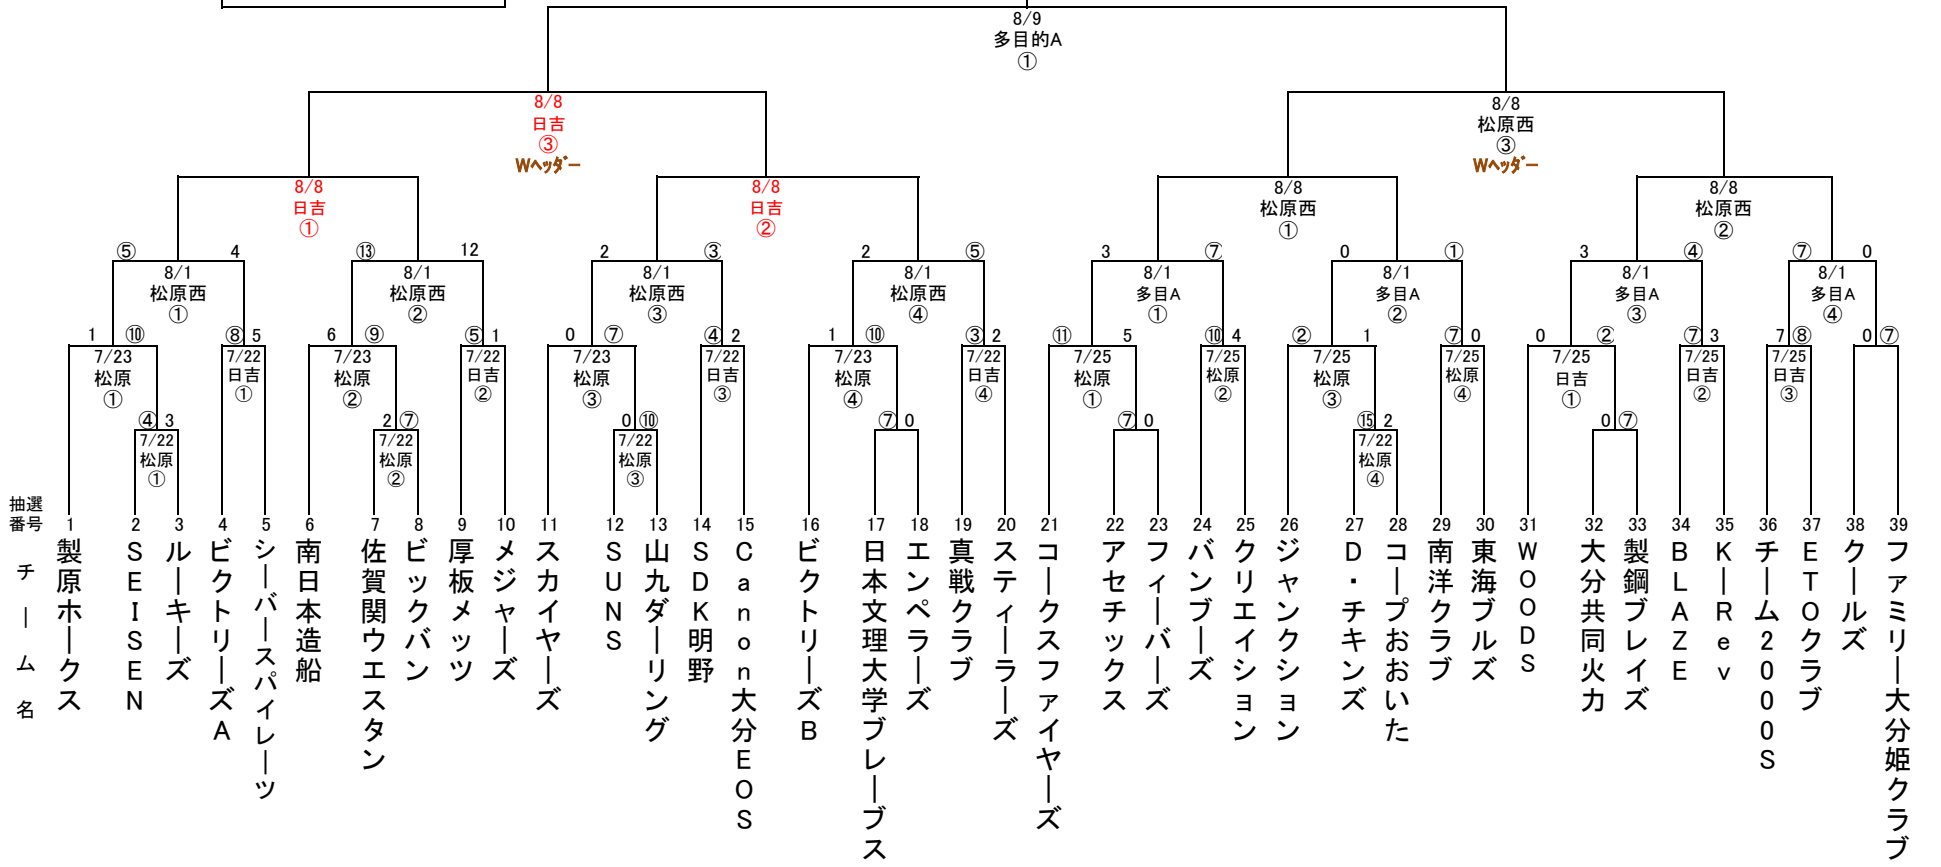 8/9
多目的A
①
8/8
日吉
③
Wヘッダー
8/8
松原西
③
Wヘッダー
8/8
日吉
①
8/8
日吉
②
8/8
松原西
①
8/8
松原西
②
⑤ 4 ⑬ 12 2 ③ 2 ⑤ 3 ⑦ 0 ① 3 ④ ⑦ 0
8/1 8/1 8/1 8/1 8/1 8/1 8/1 8/1
松原西 松原西 松原西 松原西 多目A 多目A 多目A 多目A
① ② ③ ④ ① ② ③ ④
1 ⑩ ⑧ 5 6 ⑨ ⑤ 1 0 ⑦ ④ 2 1 ⑩ ③ 2 ⑪ 5 ⑩ 4 ② 1 ⑦ 0 0 ② ⑦ 3 7 ⑧ 0 ⑦
7/23 7/22 7/23 7/22 7/23 7/22 7/23 7/22 7/25 7/25 7/25 7/25 7/25 7/25 7/25
松原 日吉 松原 日吉 松原 日吉 松原 日吉 松原 松原 松原 松原 日吉 日吉 日吉
① ① ② ② ③ ③ ④ ④ ① ② ③ ④ ① ② ③
④ 3 2 ⑦ 0 ⑩ ⑦ 0 ⑦ 0 ⑮ 2 0 ⑦
7/22 7/22 7/22 7/22
松原 松原 松原 松原
① ② ③ ④
抽選
番号 1 2 3 4 5 6 7 8 9 10 11 12 13 14 15 16 17 18 19 20 21 22 23 24 25 26 27 28 29 30 31 32 33 34 35 36 37 38 39
チーム名
製原ホークス
SEISEN
ルーキーズ
ビクトリーズA
シーバースパイレーツ
南日本造船
佐賀関ウエスタン
ビックバン
厚板メッツ
メジャーズ
スカイヤーズ
SUNS
山九ダーリング
SDK明野
Canon大分EOS
ビクトリーズB
日本文理大学ブレーブス
エンペラーズ
真戦クラブ
スティーラーズ
コークスファイヤーズ
アセチックス
フィーバーズ
バンブーズ
クリエイション
ジャンクション
D・チキンズ
コープおおいた
南洋クラブ
東海ブルズ
WOODS
大分共同火力
製鋼ブレイズ
BLAZE
KーRev
チーム2000S
ETOクラブ
クールズ
ファミリー大分姫クラブ